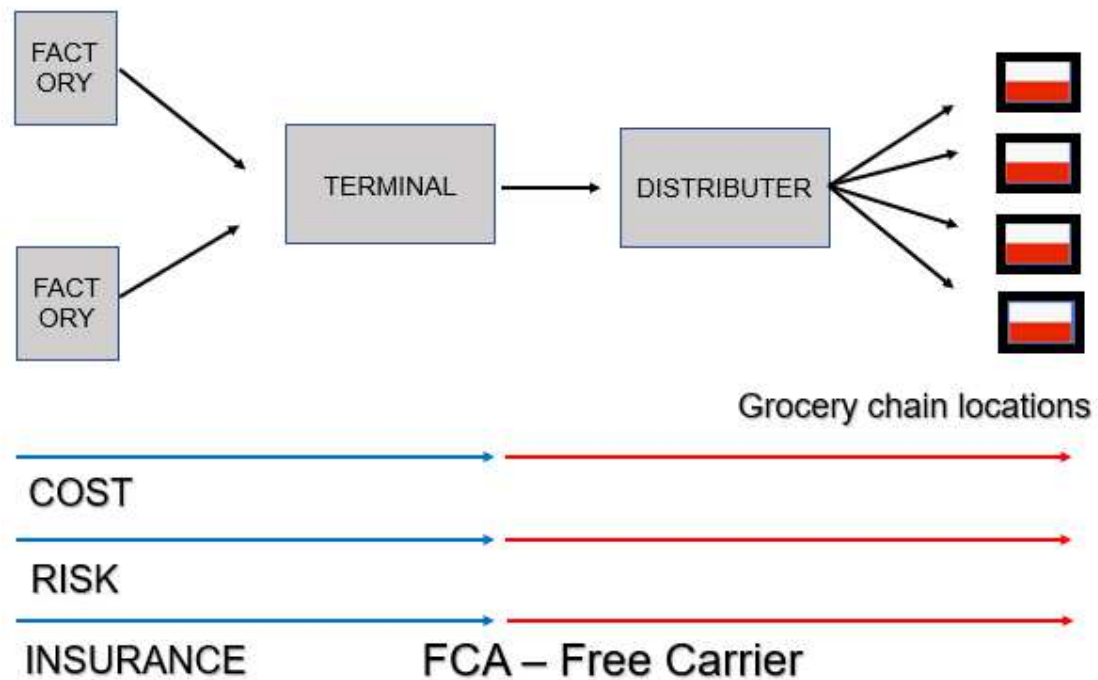 FACT
ORY
TERMINAL
DISTRIBUTER
FACT
ORY
Grocery chain locations
COST
RISK
INSURANCE
FCA – Free Carrier